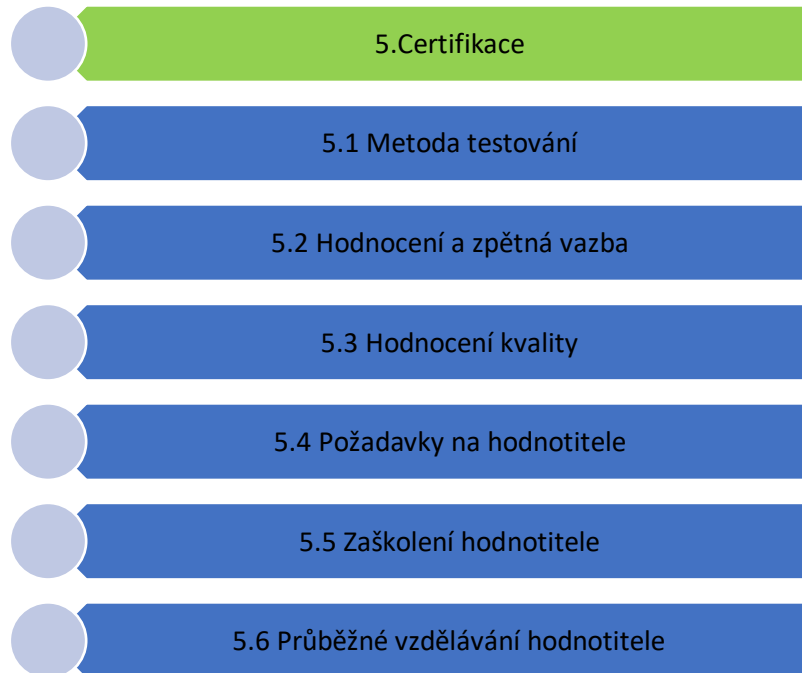 5.Certifikace
5.1 Metoda testování
5.2 Hodnocení a zpětná vazba
5.3 Hodnocení kvality
5.4 Požadavky na hodnotitele
5.5 Zaškolení hodnotitele
5.6 Průběžné vzdělávání hodnotitele